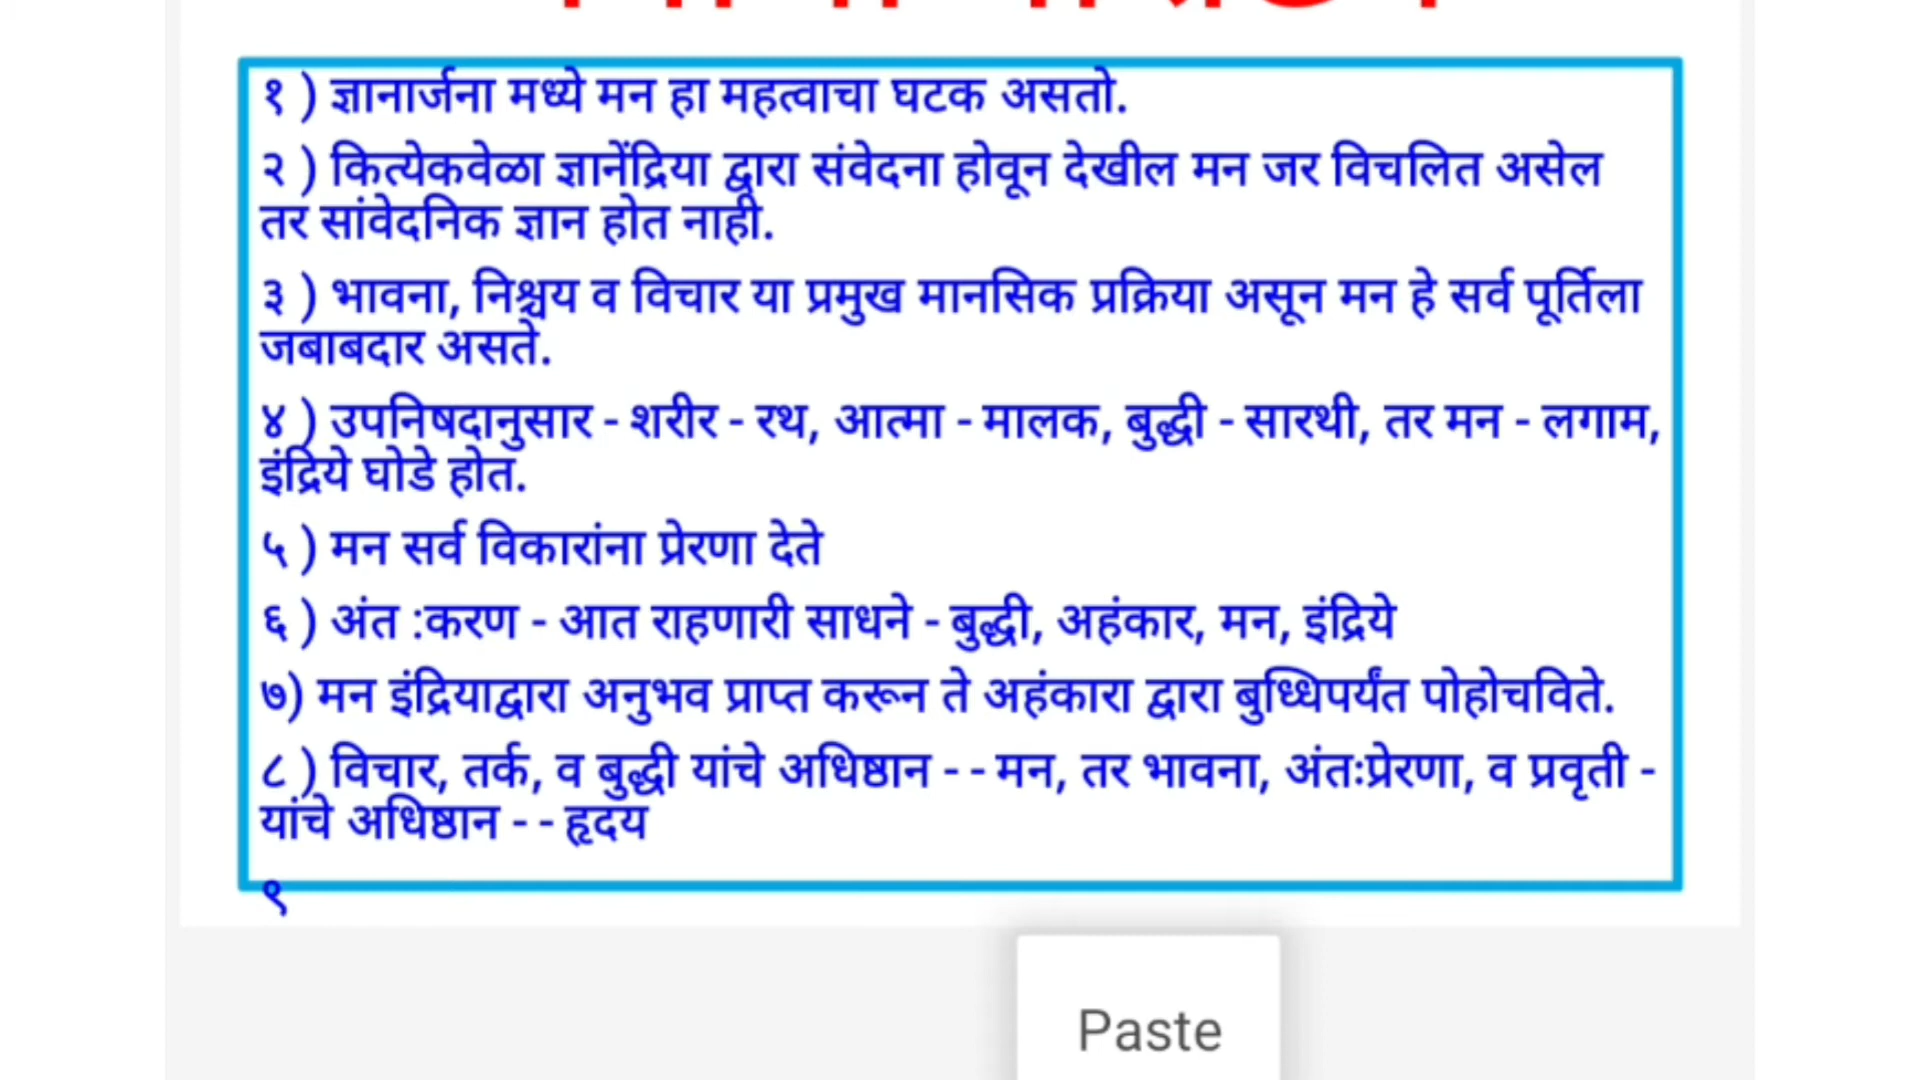 १ ) ज्ञानार्जना मध्ये मन हा महत्वाचा घटक असतो.
२ ) कित्येकवेळा ज्ञानेंद्रिया द्वारा संवेदना होवून देखील मन जर विचलित असेल
तर सांवेदनिक ज्ञान होत नाही.
३ ) भावना, निश्चय व विचार या प्रमुख मानसिक प्रक्रिया असून मन हे सर्व पूर्तिला
जबाबदार असते.
४ ) उपनिषदानुसार - शरीर - रथ, आत्मा - मालक, बुद्धी - सारथी, तर मन - लगाम,
इंद्रिये घोडे होत.
५ ) मन सर्व विकारांना प्रेरणा देते
६ ) अंत :करण - आत राहणारी साधने - बुद्धी, अहंकार, मन, इंद्रिये
७) मन इंद्रियाद्वारा अनुभव प्राप्त करून ते अहंकारा द्वारा बुध्धिपर्यंत पोहोचविते.
८ ) विचार, तर्क, व बुद्धी यांचे अधिष्ठान - - मन, तर भावना, अंतःप्रेरणा, व प्रवृती -
यांचे अधिष्ठान - - हृदय
९
Paste